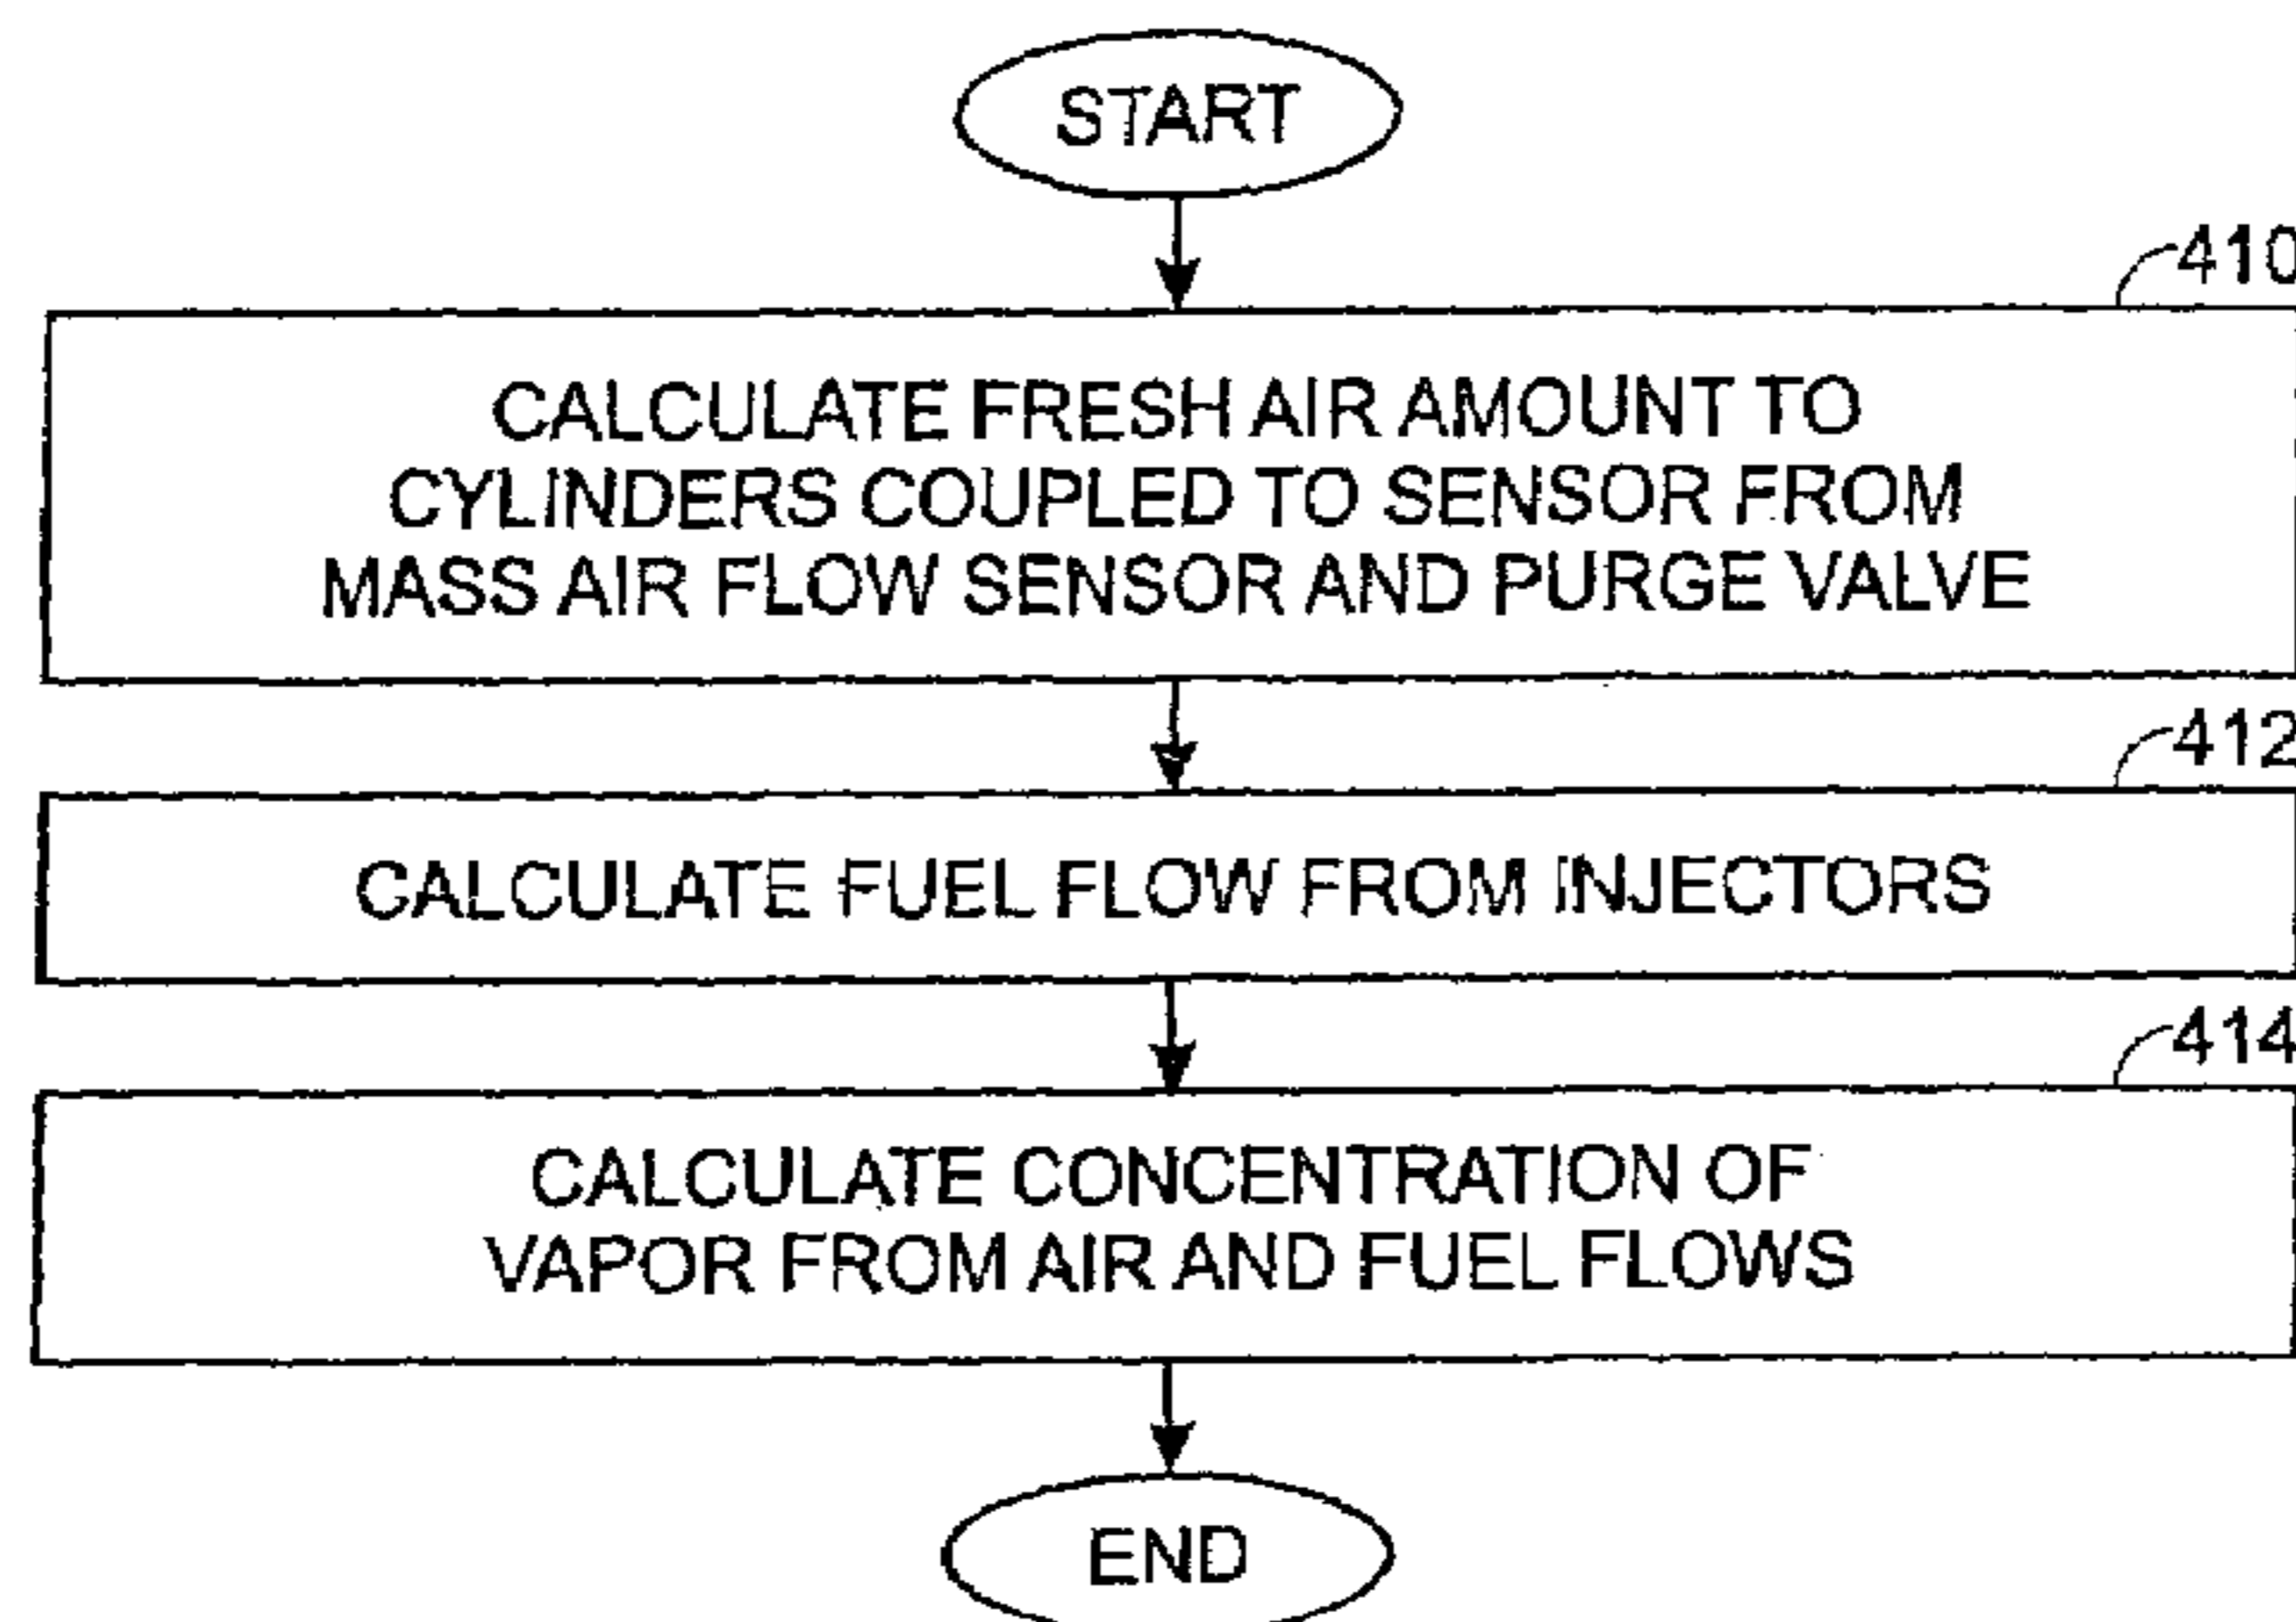 START
410
CALCULATE FRESH AIR AMOUNT TO
CYLINDERS COUPLED TO SENSOR FROM
MASS AIR FLOW SENSOR AND PURGE VALVE
412
CALCULATE FUEL FLOW FROM INJECTORS
414
CALCULATE CONCENTRATION OF
VAPOR FROM AIR AND FUEL FLOWS
END